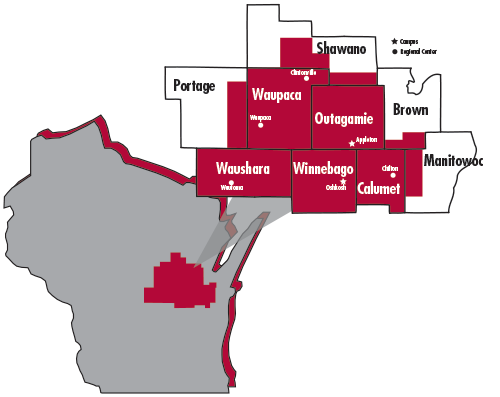 Shawano
Campus
Regional Center
Clintonville
Portage
Waupaca
Brown
Waupaca
Outagamie
Appleton
Manitowoc
Waushara
Winnebago
Chilton
Calumet
Wautoma
Oshkosh